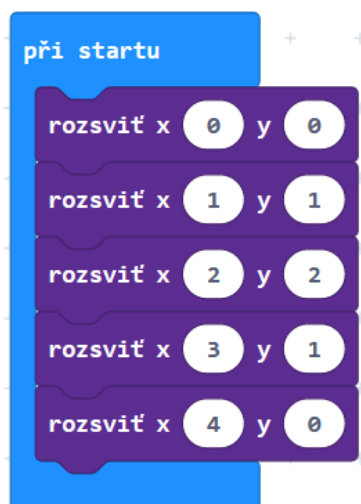 při startu
rozsviť x 0 y 0
rozsviť x 1 y 1
rozsviť x 2 y 2
rozsviť x 3 y 1
rozsviť x 4 y 0